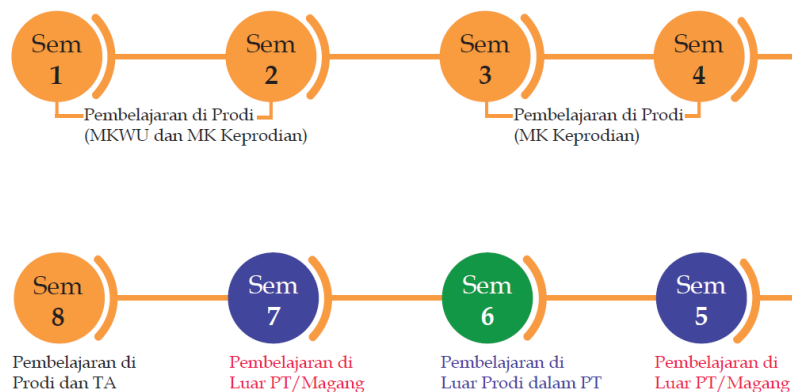 Sem
1
Sem
2
Sem
3
Sem
4
Pembelajaran di Prodi
(MKWU dan MK Keprodian)
Pembelajaran di Prodi
(MK Keprodian)
Sem
8
Sem
7
Sem
6
Sem
5
Pembelajaran di
Prodi dan TA
Pembelajaran di
Luar PT/Magang
Pembelajaran di
Luar Prodi dalam PT
Pembelajaran di
Luar PT/Magang